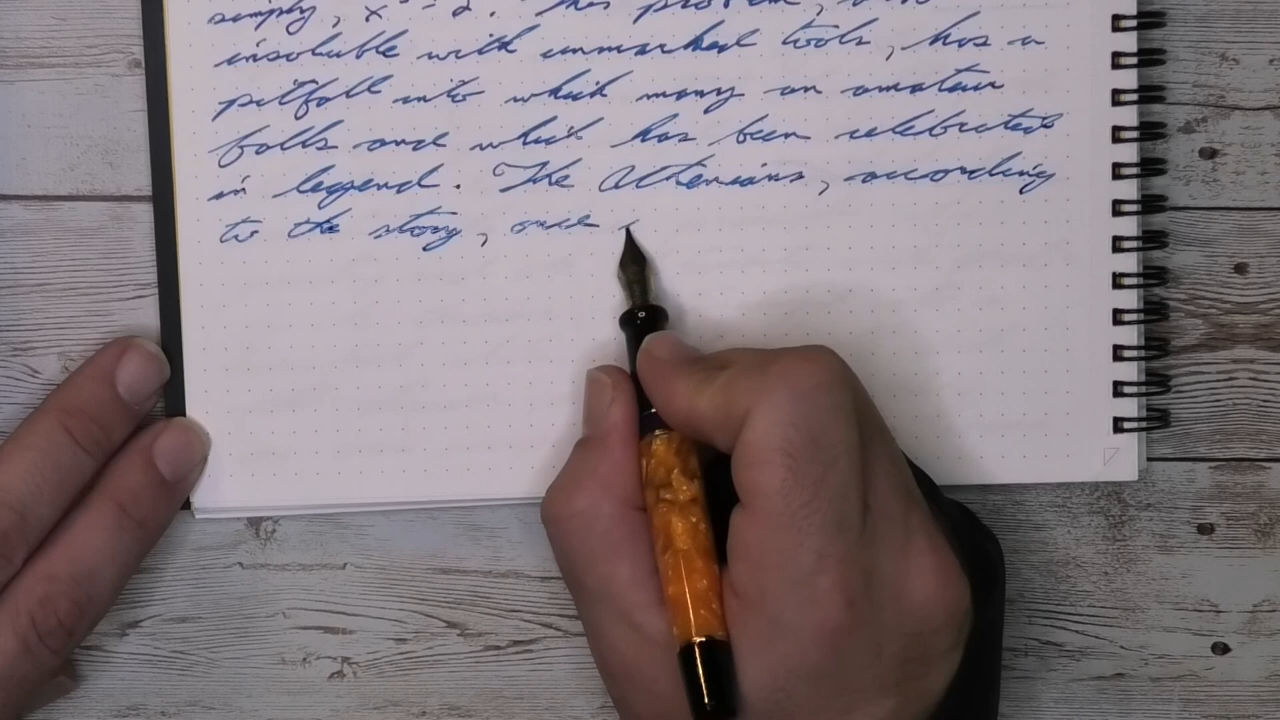 simply, x³ = 2. This problem, also
insoluble with unmarked tools, has a
pitfall into which many an amateur
falls and which has been celebrated
in legend. The Athenians, according
to the story, once